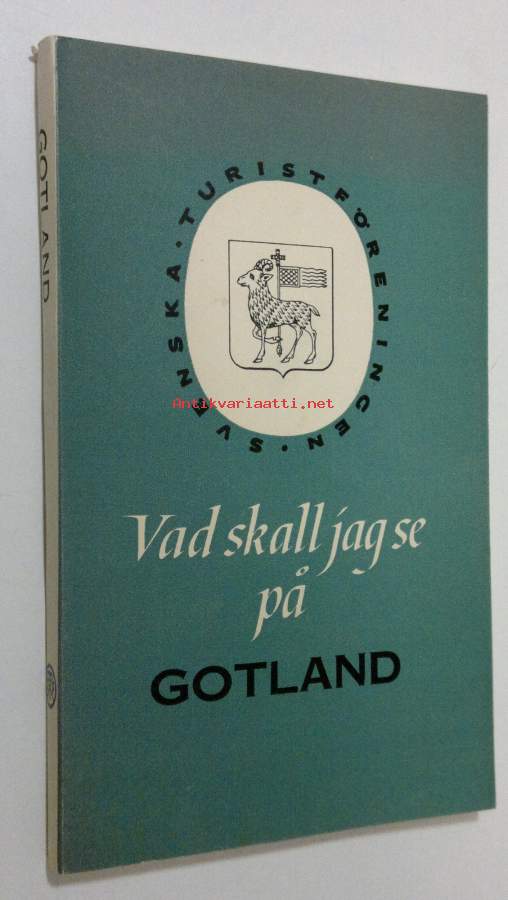 GOTLAND
SVENSKA · TURISTFÖRENINGEN ·
Antikvariaatti.net
Vad skall jag se
på
GOTLAND